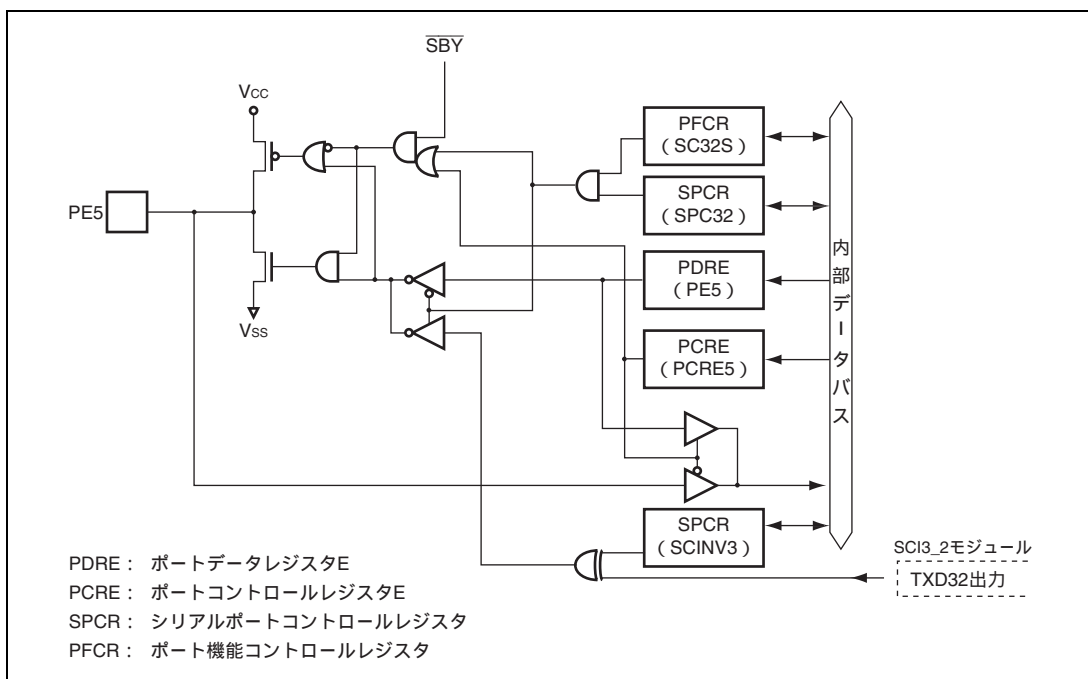 SBY
VCC
PFCR
(SC32S)
SPCR
(SPC32)
PE5
PDRE
(PE5)
内部データバス
VSS
PCRE
(PCRE5)
SPCR
(SCINV3)
SCI3_2モジュール
TXD32出力
PDRE: ポートデータレジスタE
PCRE: ポートコントロールレジスタE
SPCR: シリアルポートコントロールレジスタ
PFCR: ポート機能コントロールレジスタ